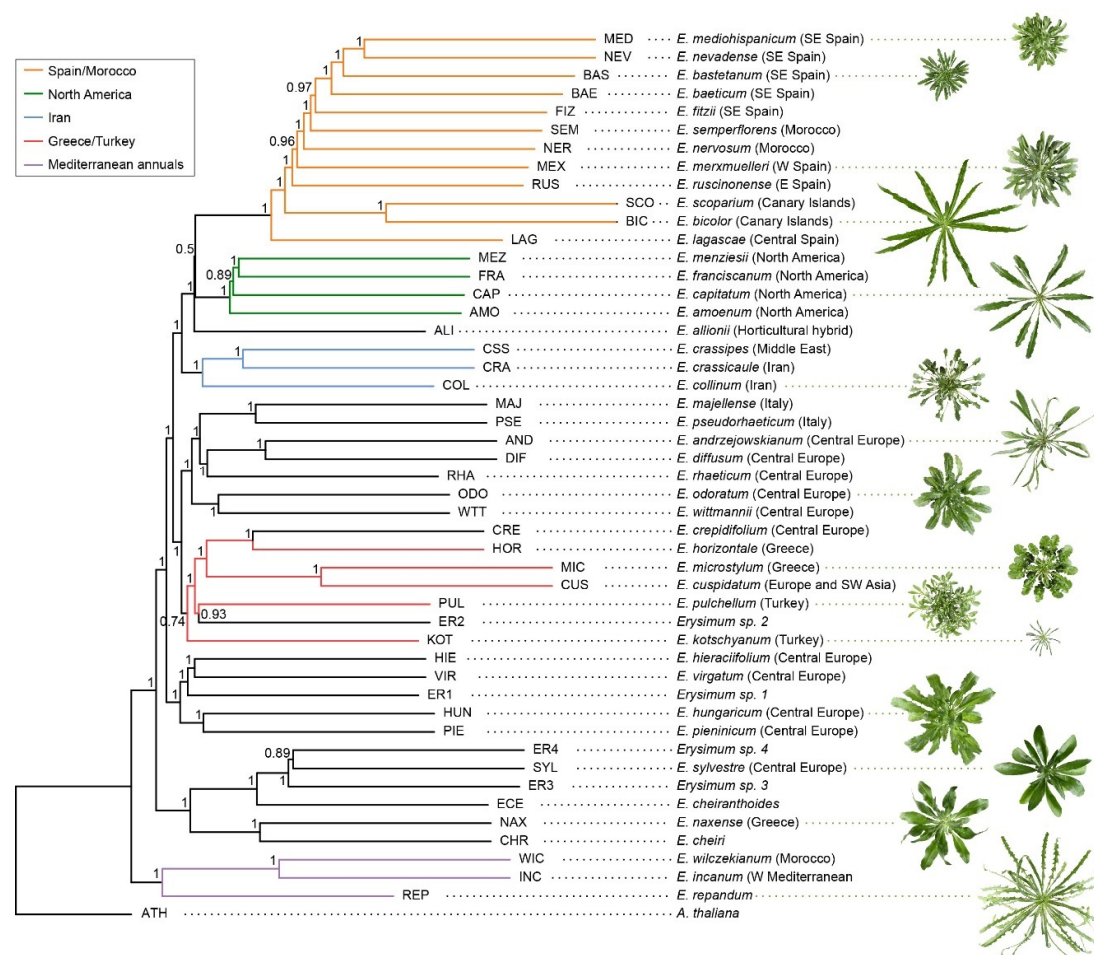 Spain/Morocco
North America
Iran
Greece/Turkey
Mediterranean annuals
1 MED E. mediohispanicum (SE Spain)
1 NEV E. nevadense (SE Spain)
1 BAS E. bastetanum (SE Spain)
0.97 BAE E. baeticum (SE Spain)
1 FIZ E. fitzii (SE Spain)
1 SEM E. semperflorens (Morocco)
0.96 NER E. nervosum (Morocco)
1 MEX E. merxmuelleri (W Spain)
1 RUS E. ruscinonense (E Spain)
1 SCO E. scoparium (Canary Islands)
1 BIC E. bicolor (Canary Islands)
LAG E. lagascae (Central Spain)
0.5
1 MEZ E. menziesii (North America)
0.89 FRA E. franciscanum (North America)
1 1 CAP E. capitatum (North America)
AMO E. amoenum (North America)
1 ALI E. allionii (Horticultural hybrid)
1 CSS E. crassipes (Middle East)
1 CRA E. crassicaule (Iran)
COL E. collinum (Iran)
1 MAJ E. majellense (Italy)
1 PSE E. pseudorhaeticum (Italy)
1 1 AND E. andrzejowskianum (Central Europe)
DIF E. diffusum (Central Europe)
1 1 RHA E. rhaeticum (Central Europe)
1 ODO E. odoratum (Central Europe)
WTT E. wittmannii (Central Europe)
1 CRE E. crepidifolium (Central Europe)
1 1 HOR E. horizontale (Greece)
1 1 1 MIC E. microstylum (Greece)
CUS E. cuspidatum (Europe and SW Asia)
PUL E. pulchellum (Turkey)
0.74 0.93 ER2 Erysimum sp. 2
KOT E. kotschyanum (Turkey)
1 HIE E. hieraciifolium (Central Europe)
1 VIR E. virgatum (Central Europe)
1 1 ER1 Erysimum sp. 1
1 HUN E. hungaricum (Central Europe)
PIE E. pieninicum (Central Europe)
0.89 ER4 Erysimum sp. 4
1 SYL E. sylvestre (Central Europe)
1 ER3 Erysimum sp. 3
1 ECE E. cheiranthoides
1 NAX E. naxense (Greece)
CHR E. cheiri
1 WIC E. wilczekianum (Morocco)
1 INC E. incanum (W Mediterranean
REP E. repandum
ATH A. thaliana